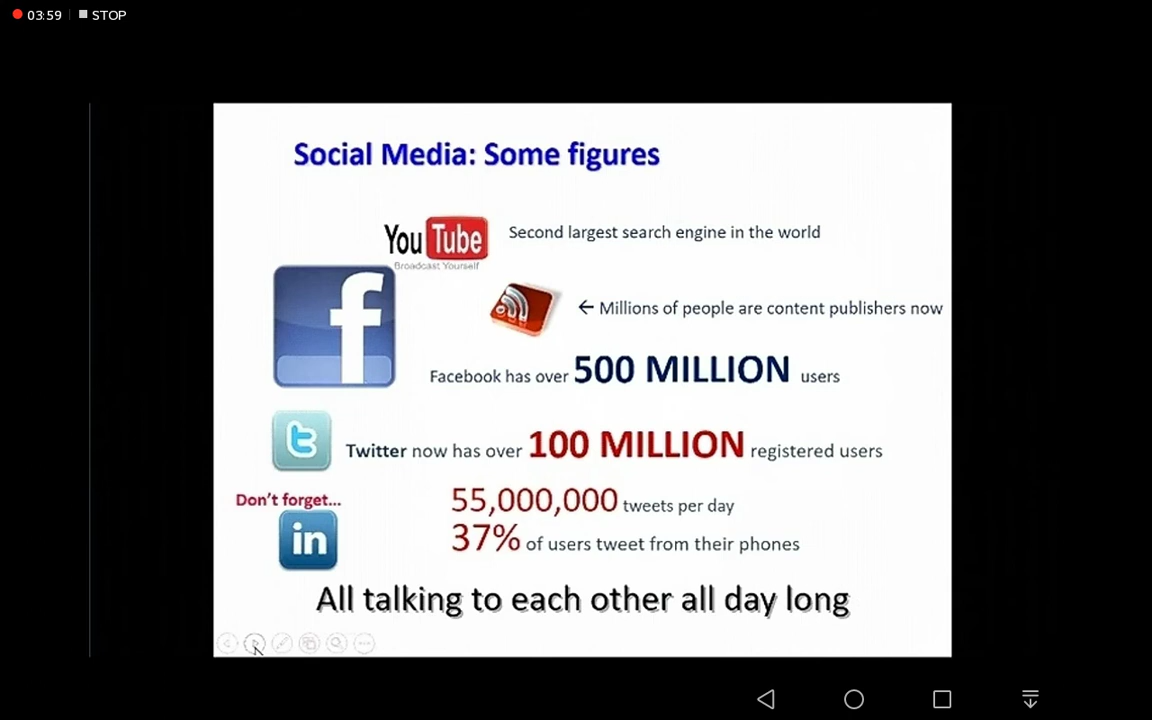 03:59 STOP
Social Media: Some figures
YouTube
Broadcast Yourself
Second largest search engine in the world
f
← Millions of people are content publishers now
Facebook has over 500 MILLION users
t
Twitter now has over 100 MILLION registered users
Don't forget...
in
55,000,000 tweets per day
37% of users tweet from their phones
All talking to each other all day long